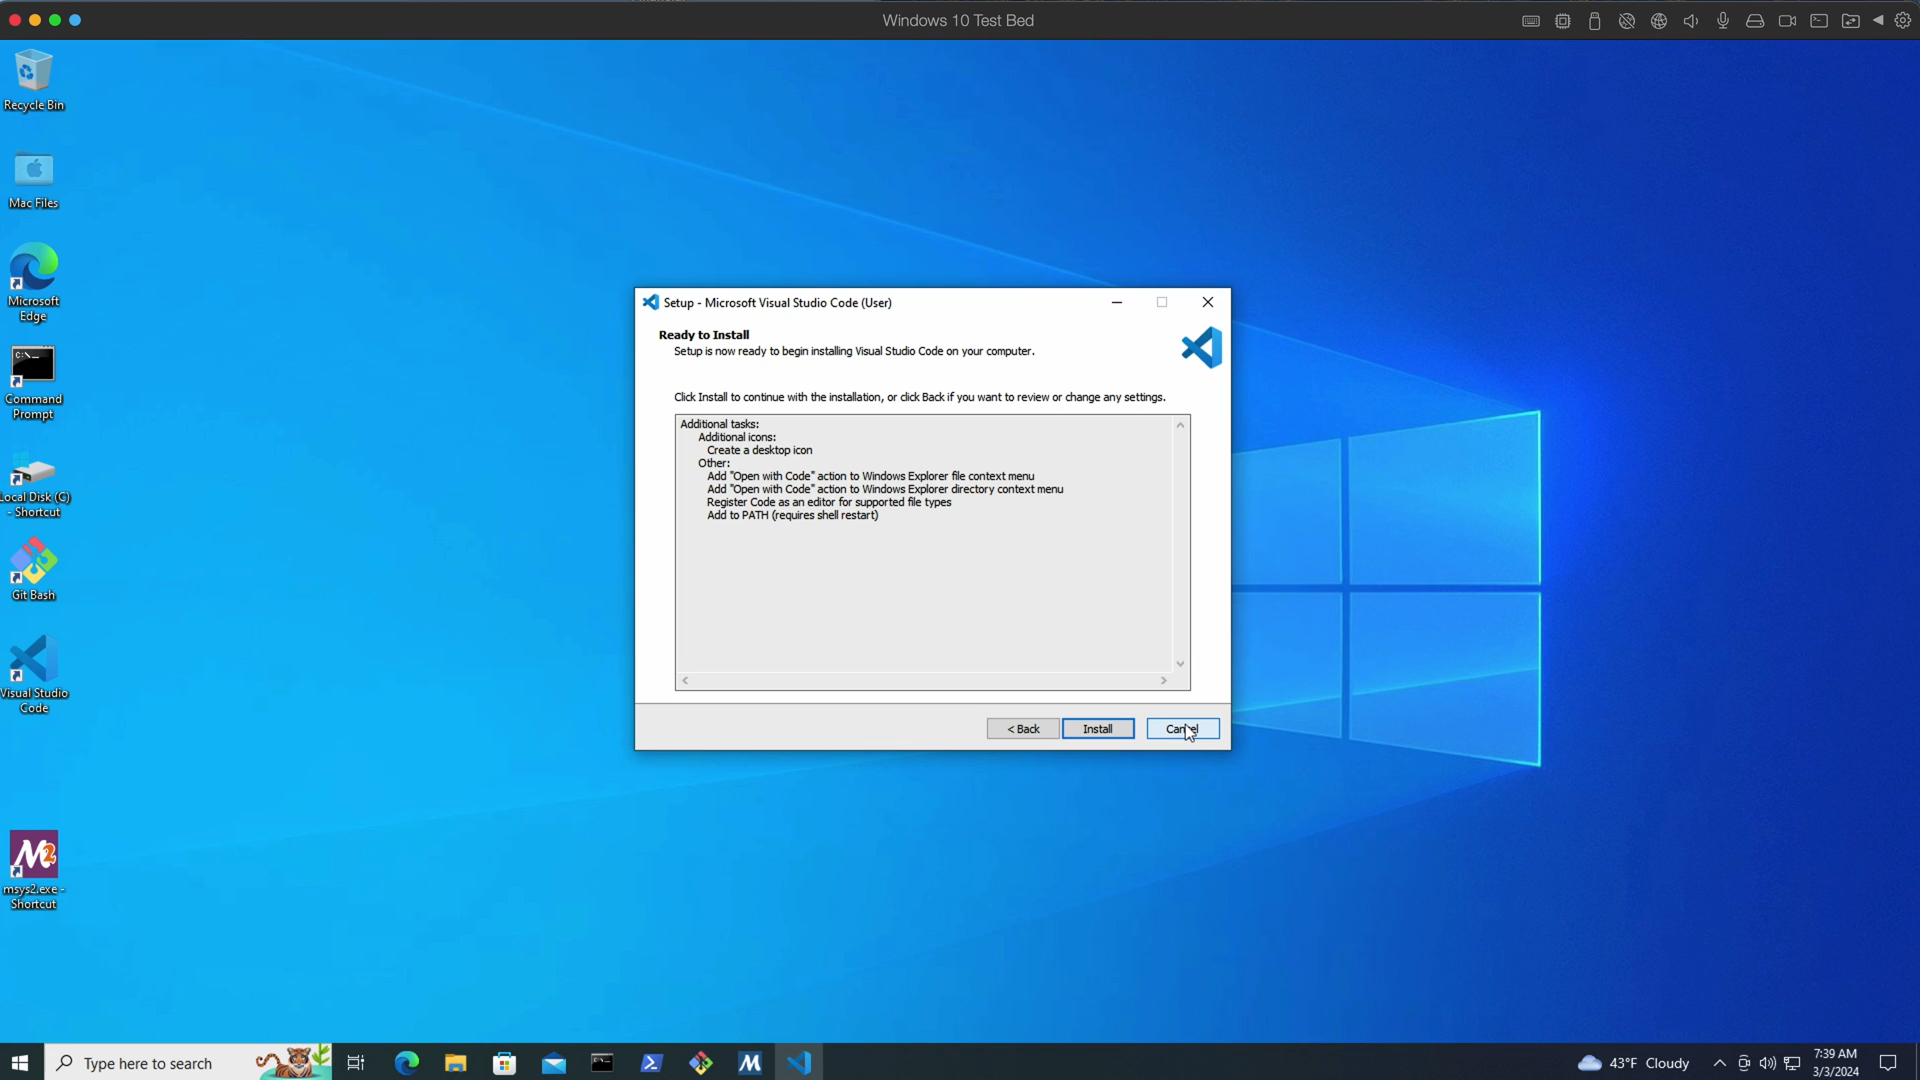 Windows 10 Test Bed
Recycle Bin
Mac Files
Microsoft
Edge
C:\_
Command
Prompt
Local Disk (C)
- Shortcut
Git Bash
Visual Studio
Code
M2
msys2.exe -
Shortcut
Setup - Microsoft Visual Studio Code (User)
Ready to Install
Setup is now ready to begin installing Visual Studio Code on your computer.
Click Install to continue with the installation, or click Back if you want to review or change any settings.
Additional tasks:
Additional icons:
Create a desktop icon
Other:
Add "Open with Code" action to Windows Explorer file context menu
Add "Open with Code" action to Windows Explorer directory context menu
Register Code as an editor for supported file types
Add to PATH (requires shell restart)
< Back
Install
Cancel
Type here to search
M
43°F Cloudy
7:39 AM
3/3/2024